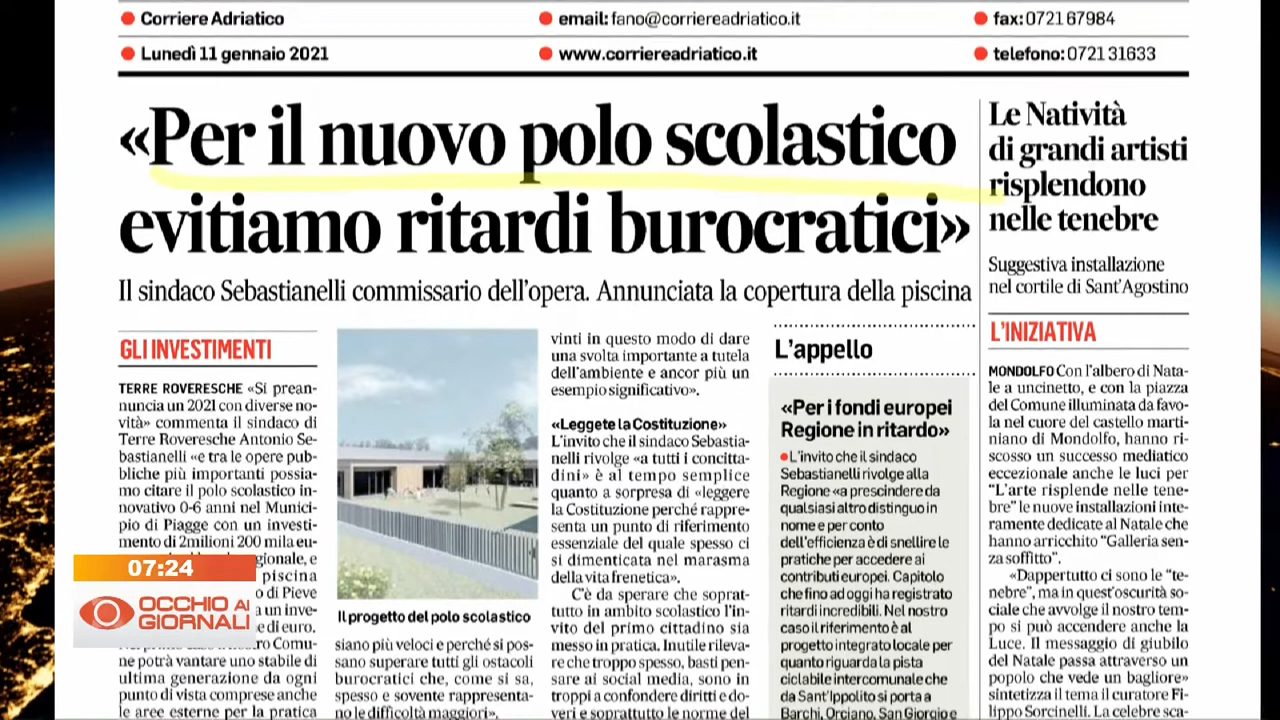 Corriere Adriatico
email: fano@corriereadriatico.it
fax: 0721 67984
Lunedì 11 gennaio 2021
www.corriereadriatico.it
telefono: 0721 31633
«Per il nuovo polo scolastico
evitiamo ritardi burocratici»
Il sindaco Sebastianelli commissario dell'opera. Annunciata la copertura della piscina
GLI INVESTIMENTI
TERRE ROVERESCHE «Si prean-
nuncia un 2021 con diverse no-
vità» commenta il sindaco di
Terre Roveresche Antonio Se-
bastianelli «e tra le opere pub-
bliche più importanti possia-
mo citare il polo scolastico in-
novativo 0-6 anni nel Munici-
pio di Piagge con un investi-
mento di 2milioni 200 mila eu-
gionale, e
piscina
o di Pieve
a un inve-
e di euro.
ro Comu-
ne potrà vantare uno stabile di
ultima generazione da ogni
punto di vista comprese anche
le aree esterne per la pratica
Il progetto del polo scolastico
siano più veloci e perché si pos-
sano superare tutti gli ostacoli
burocratici che, come si sa,
spesso e sovente rappresenta-
no le difficoltà maggiori».
vinti in questo modo di dare
una svolta importante a tutela
dell'ambiente e ancor più un
esempio significativo».
«Leggete la Costituzione»
L'invito che il sindaco Sebastia-
nelli rivolge «a tutti i concitta-
dini» è al tempo semplice
quanto a sorpresa di «leggere
la Costituzione perché rappre-
senta un punto di riferimento
essenziale del quale spesso ci
si dimentica nel marasma
della vita frenetica».
C'è da sperare che soprat-
tutto in ambito scolastico l'in-
vito del primo cittadino sia
messo in pratica. Inutile rileva-
re che troppo spesso, basti pen-
sare ai social media, sono in
troppi a confondere diritti e do-
veri e soprattutto le norme del
L'appello
«Per i fondi europei
Regione in ritardo»
L'invito che il sindaco
Sebastianelli rivolge alla
Regione «a prescindere da
qualsiasi altro distinguo in
nome e per conto
dell'efficienza è di snellire le
pratiche per accedere ai
contributi europei. Capitolo
che fino ad oggi ha registrato
ritardi incredibili. Nel nostro
caso il riferimento è al
progetto integrato locale per
quanto riguarda la pista
ciclabile intercomunale che
da Sant'Ippolito si porta a
Barchi, Orciano, San Giorgio e
Le Natività
di grandi artisti
risplendono
nelle tenebre
Suggestiva installazione
nel cortile di Sant'Agostino
L'INIZIATIVA
MONDOLFO Con l'albero di Nata-
le a uncinetto, e con la piazza
del Comune illuminata da favo-
la nel cuore del castello marti-
niano di Mondolfo, hanno ri-
scosso un successo mediatico
eccezionale anche le luci per
"L'arte risplende nelle tene-
bre" le nuove installazioni inte-
ramente dedicate al Natale che
hanno arricchito "Galleria sen-
za soffitto".
«Dappertutto ci sono le "te-
nebre", ma in quest'oscurità so-
ciale che avvolge il nostro tem-
po si può accendere anche la
Luce. Il messaggio di giubilo
del Natale passa attraverso un
popolo che vede un bagliore»
sintetizza il tema il curatore Fi-
lippo Sorcinelli. La celebre sca-
07:24
OCCHIO AI
GIORNALI